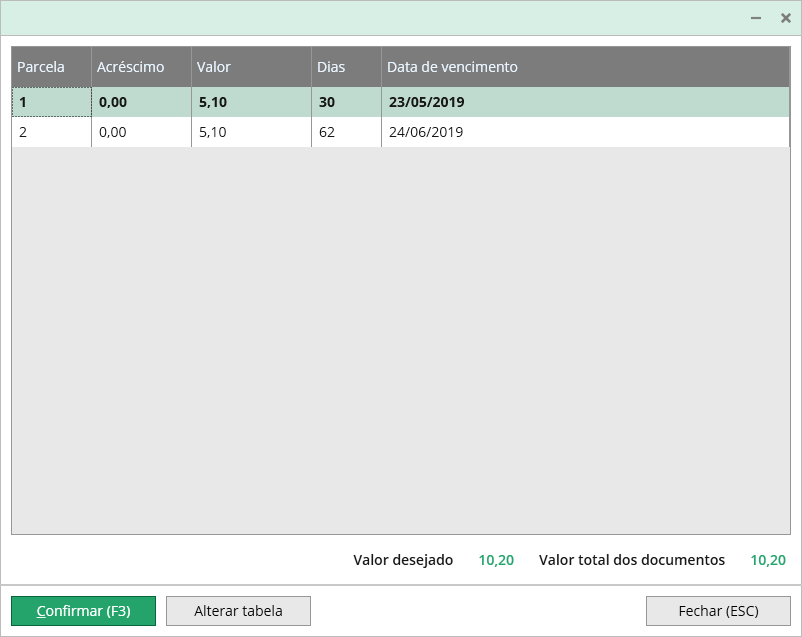 Parcela Acréscimo Valor Dias Data de vencimento
1 0,00 5,10 30 23/05/2019
2 0,00 5,10 62 24/06/2019
Valor desejado 10,20 Valor total dos documentos 10,20
Confirmar (F3) Alterar tabela Fechar (ESC)